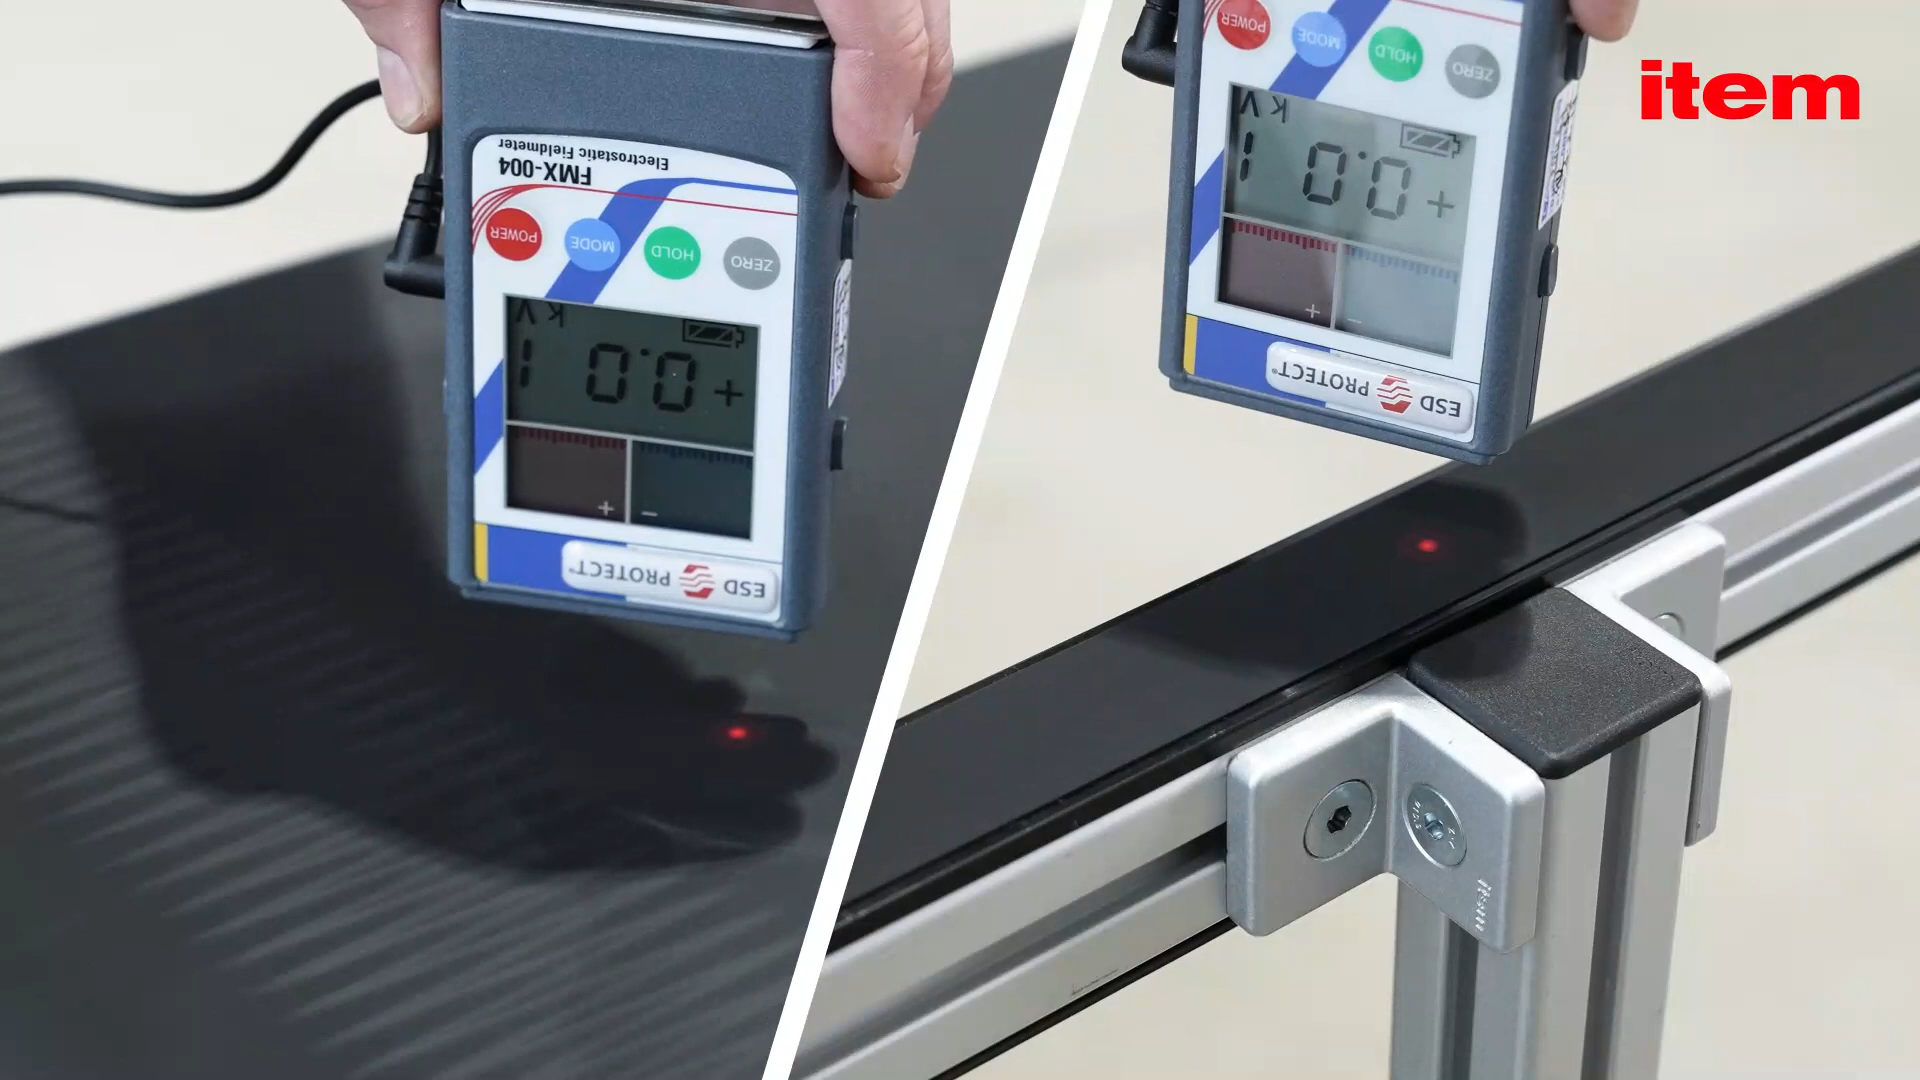 ESD PROTECT®
− +
+0.01
kV
ZERO HOLD MODE POWER
FMX-004
Electrostatic Fieldmeter
item
ESD PROTECT®
− +
+0.01
kV
ZERO HOLD MODE POWER